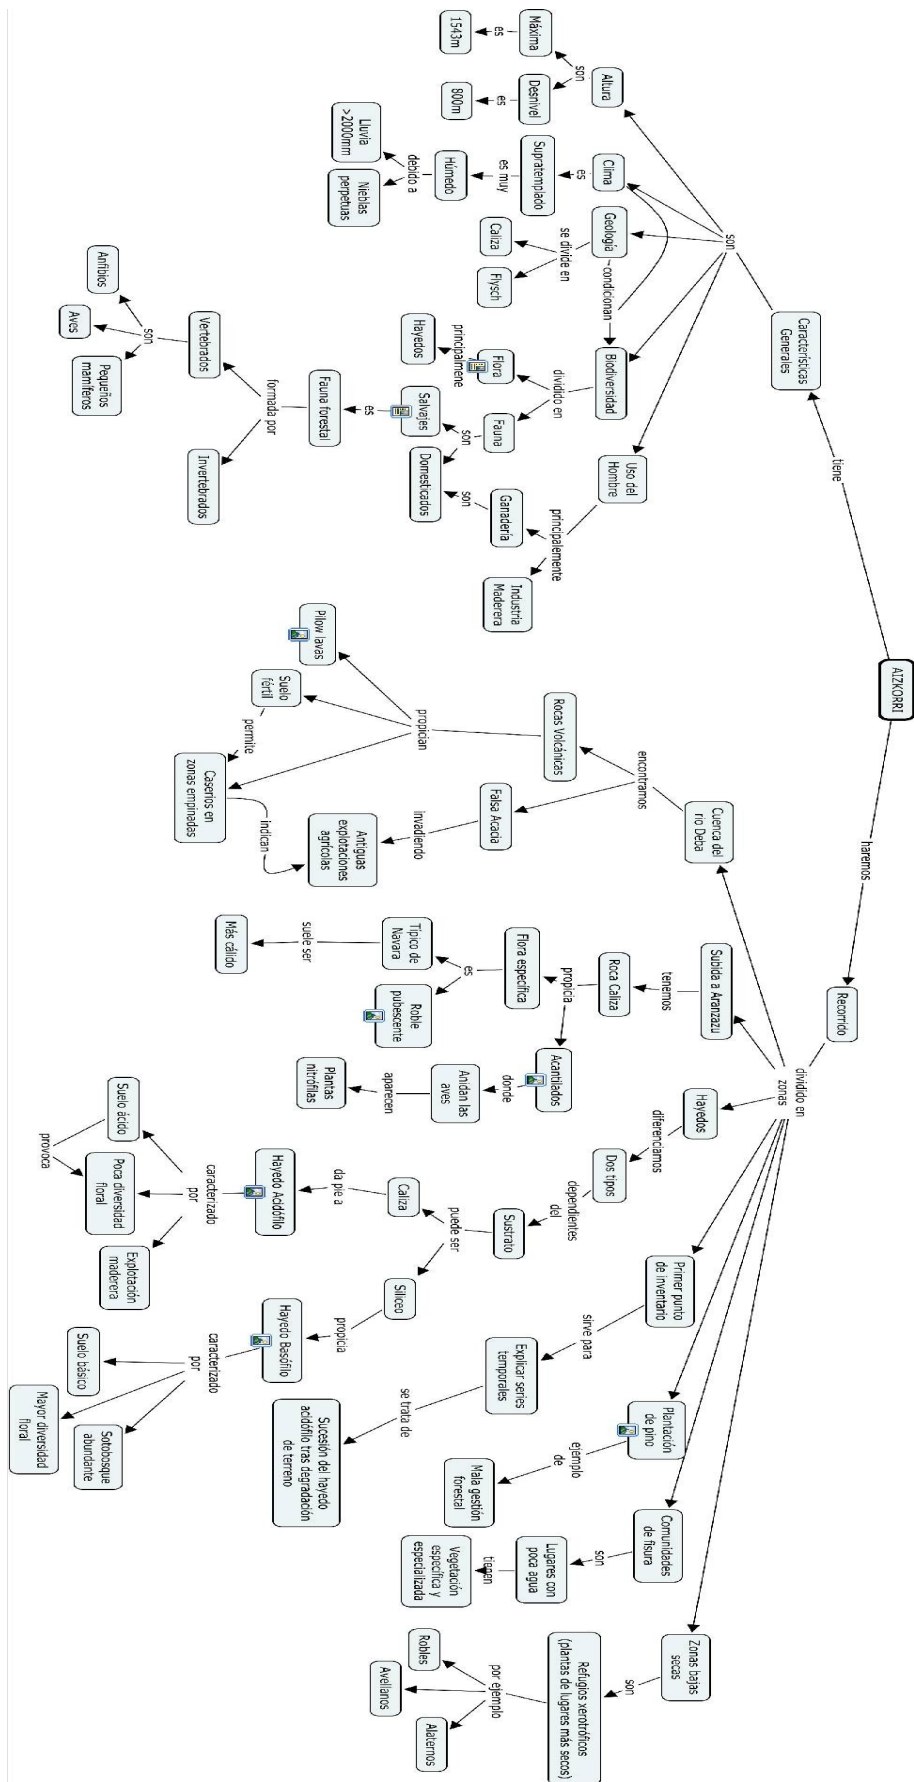 AIZKORRI
tiene
haremos
Características
Generales
son
Altura
son
Máxima
es
1543m
Desnivel
es
800m
Clima
es
Supratemplado
es muy
Húmedo
debido a
Lluvia
>2000mm
Nieblas
perpetuas
Geología
se divide en
Caliza
Flysch
condicionan
Biodiversidad
dividido en
Flora
principalmene
Hayedos
Fauna
son
Salvajes
es
Fauna forestal
formada por
Vertebrados
son
Anfibios
Aves
Pequeños
mamíferos
Invertebrados
Domesticados
Uso del
Hombre
principalemente
Ganadería
son
Industria
Maderera
Recorrido
dividido en
zonas
Cuenca del
río Deba
encontramos
Rocas Volcánicas
propician
Pilow lavas
Suelo
fértil
permite
Caserios en
zonas empinadas
indican
Falsa Acacia
invadiendo
Antiguas
explotaciones
agrícolas
Subida a Aranzazu
tenemos
Roca Caliza
propicia
Flora específica
es
Típico de
Navara
suele ser
Más cálido
Roble
pubescente
Acantilados
donde
Anidan las
aves
aparecen
Plantas
nitrófilas
Hayedos
diferenciamos
Dos tipos
dependientes
del
Sustrato
puede ser
Caliza
da pie a
Hayedo Acidófilo
caracterizado
por
Suelo ácido
provoca
Poca diversidad
floral
Explotación
maderera
Silíceo
propicia
Hayedo Basófilo
caracterizado
por
Suelo básico
Mayor diversidad
floral
Sotobosque
abundante
Primer punto
de inventario
sirve para
Explicar series
temporales
se trata de
Sucesión del hayedo
acidófilo tras degradación
de terreno
Plantación
de pino
ejemplo
de
Mala gestión
forestal
Comunidades
de fisura
son
Lugares con
poca agua
tienen
Vegetación
específica y
especializada
Zonas bajas
secas
son
Refugios xerotróficos
(plantas de lugares más secos)
por ejemplo
Robles
Avellanos
Alaternos